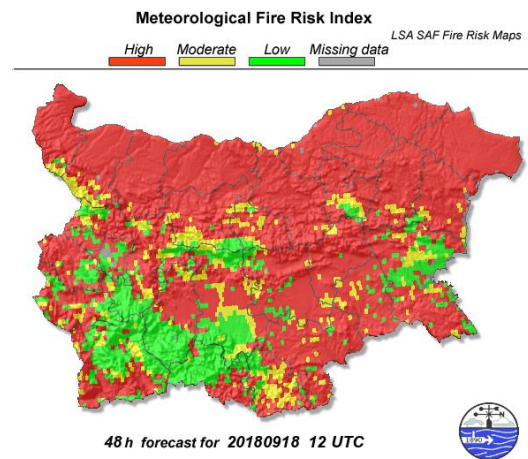 Meteorological Fire Risk Index
LSA SAF Fire Risk Maps
High Moderate Low Missing data
48 h forecast for 20180918 12 UTC
1890